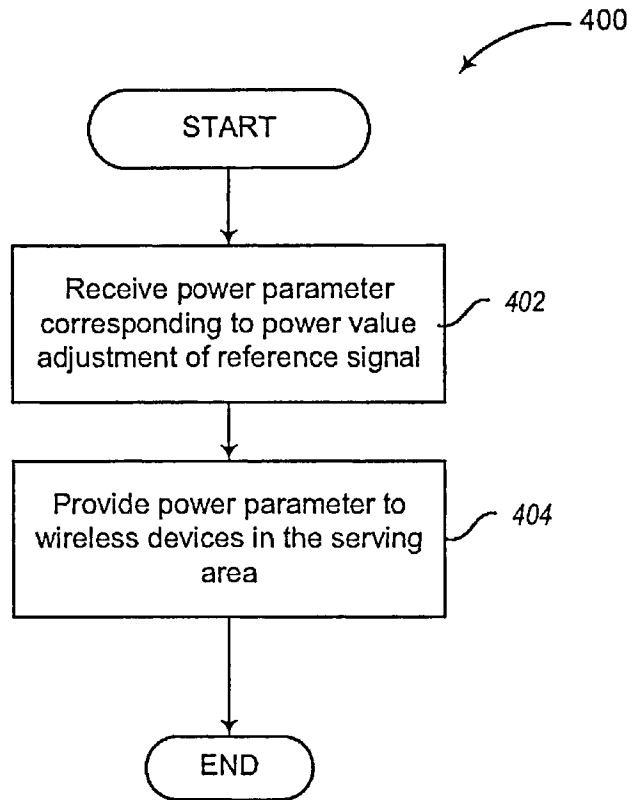 400
START
Receive power parameter
corresponding to power value
adjustment of reference signal
402
Provide power parameter to
wireless devices in the serving
area
404
END